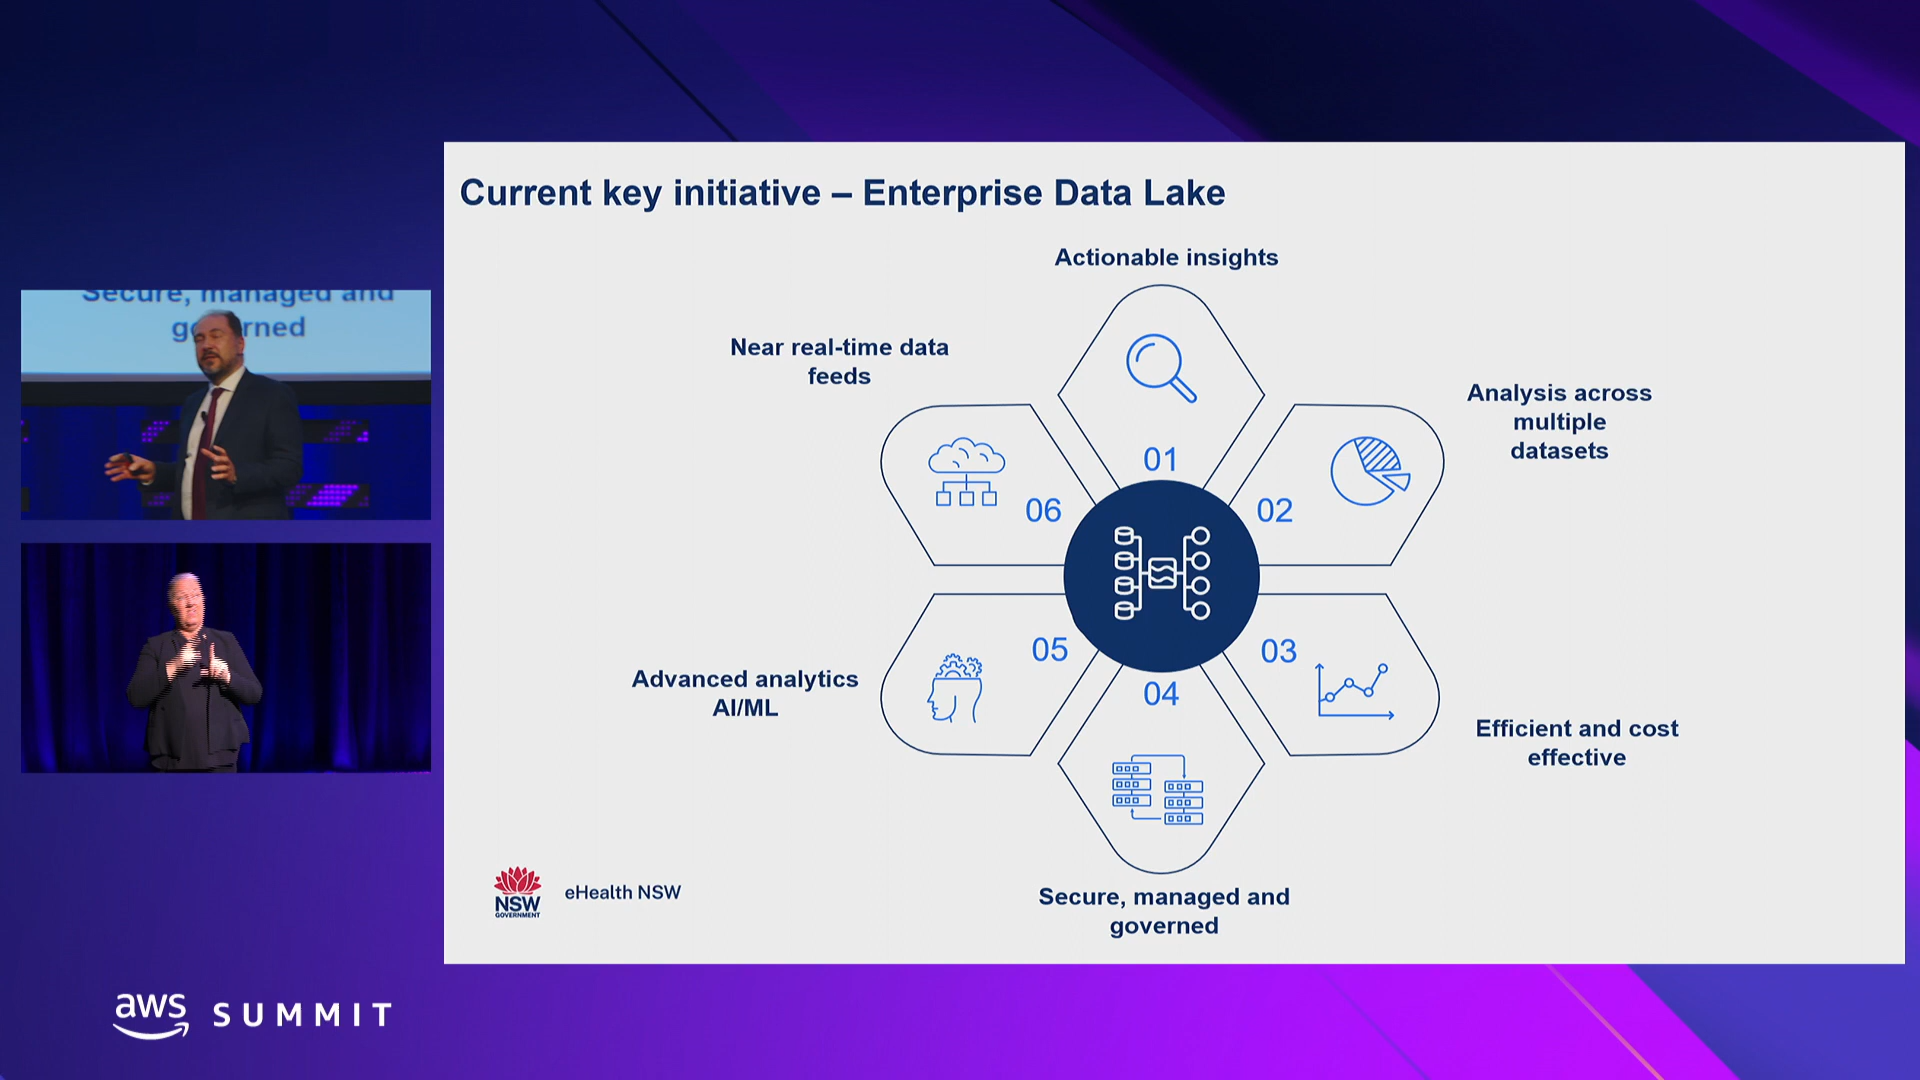 Current key initiative – Enterprise Data Lake
Actionable insights
Near real-time data
feeds
Analysis across
multiple
datasets
01
06
02
05
03
04
Advanced analytics
AI/ML
Efficient and cost
effective
Secure, managed and
governed
NSW
GOVERNMENT
eHealth NSW
Secure, managed and
governed
aws SUMMIT